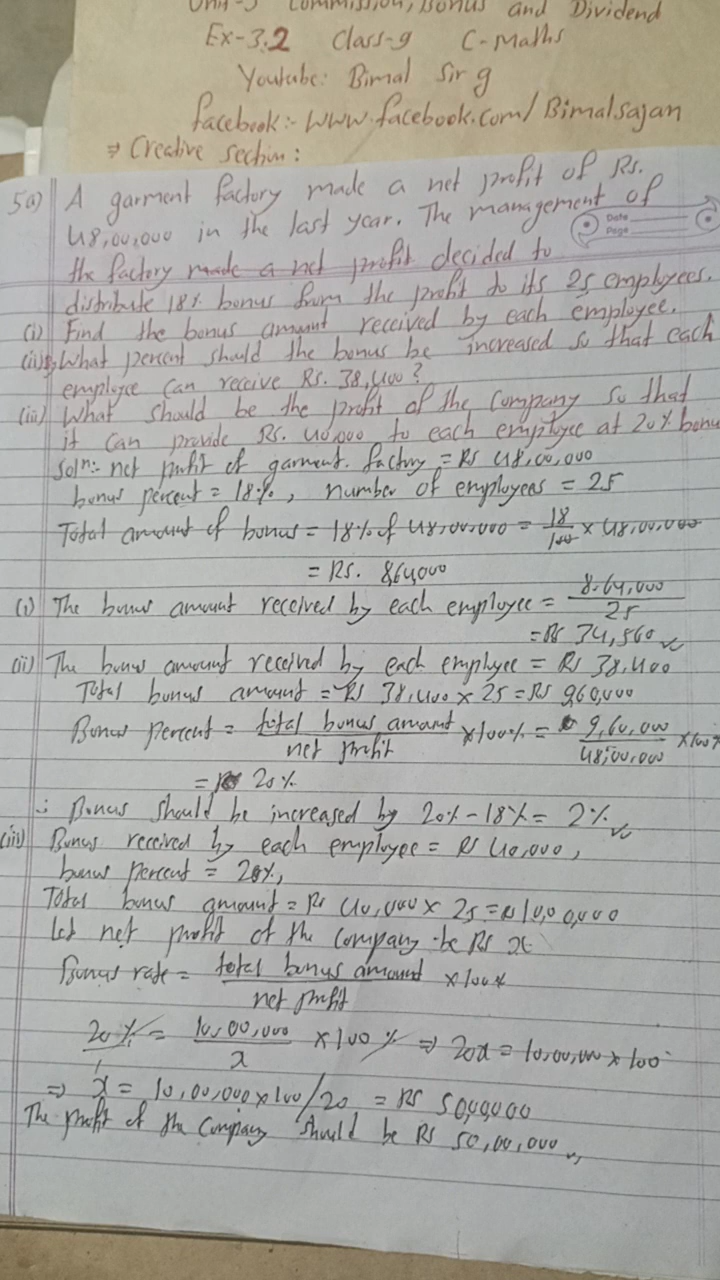 Unit-3 Commission, Bonus and Dividend
Ex-3.2 Class-9 C-Maths
Youtube: Bimal Sir g
facebook:- www.facebook.com/Bimalsajan
⇒ Creative section:
5a) A garment factory made a net profit of Rs.
48,00,000 in the last year. The management of
Date
Page
the factory made a net profit decided to
distribute 18% bonus from the profit to its 25 employees.
(i) Find the bonus amount received by each employee.
(ii) What percent should the bonus be increased so that each
employee can receive Rs. 38,400?
(iii) What should be the profit of the company so that
it can provide Rs. 40,000 to each employee at 20% bonus
Soln:- net profit of garment factory = Rs 48,00,000
bonus percent = 18%, number of employees = 25
Total amount of bonus = 18% of 48,00,000 = 18/100 × 48,00,000
= Rs. 864000
(i) The bonus amount received by each employee = 8,64,000/25
= Rs 34,560
(ii) The bonus amount received by each employee = Rs 38,400
Total bonus amount = Rs 38,400 × 25 = Rs 960,000
Bonus Percent = total bonus amount/net profit × 100% = 9,60,000/48,00,000 × 100%
= 20%
∴ Bonus should be increased by 20% - 18% = 2%
(iii) Bonus received by each employee = Rs 40,000,
bonus percent = 20%,
Total bonus amount = Rs 40,000 × 25 = Rs 10,00,000
Let net profit of the company be Rs x
Bonus rate = total bonus amount/net profit × 100%
20%/1 = 10,00,000/x × 100% ⇒ 20x = 10,00,000 × 100
⇒ x = 10,00,000×100/20 = Rs 5000000
The profit of the company should be Rs 50,00,000